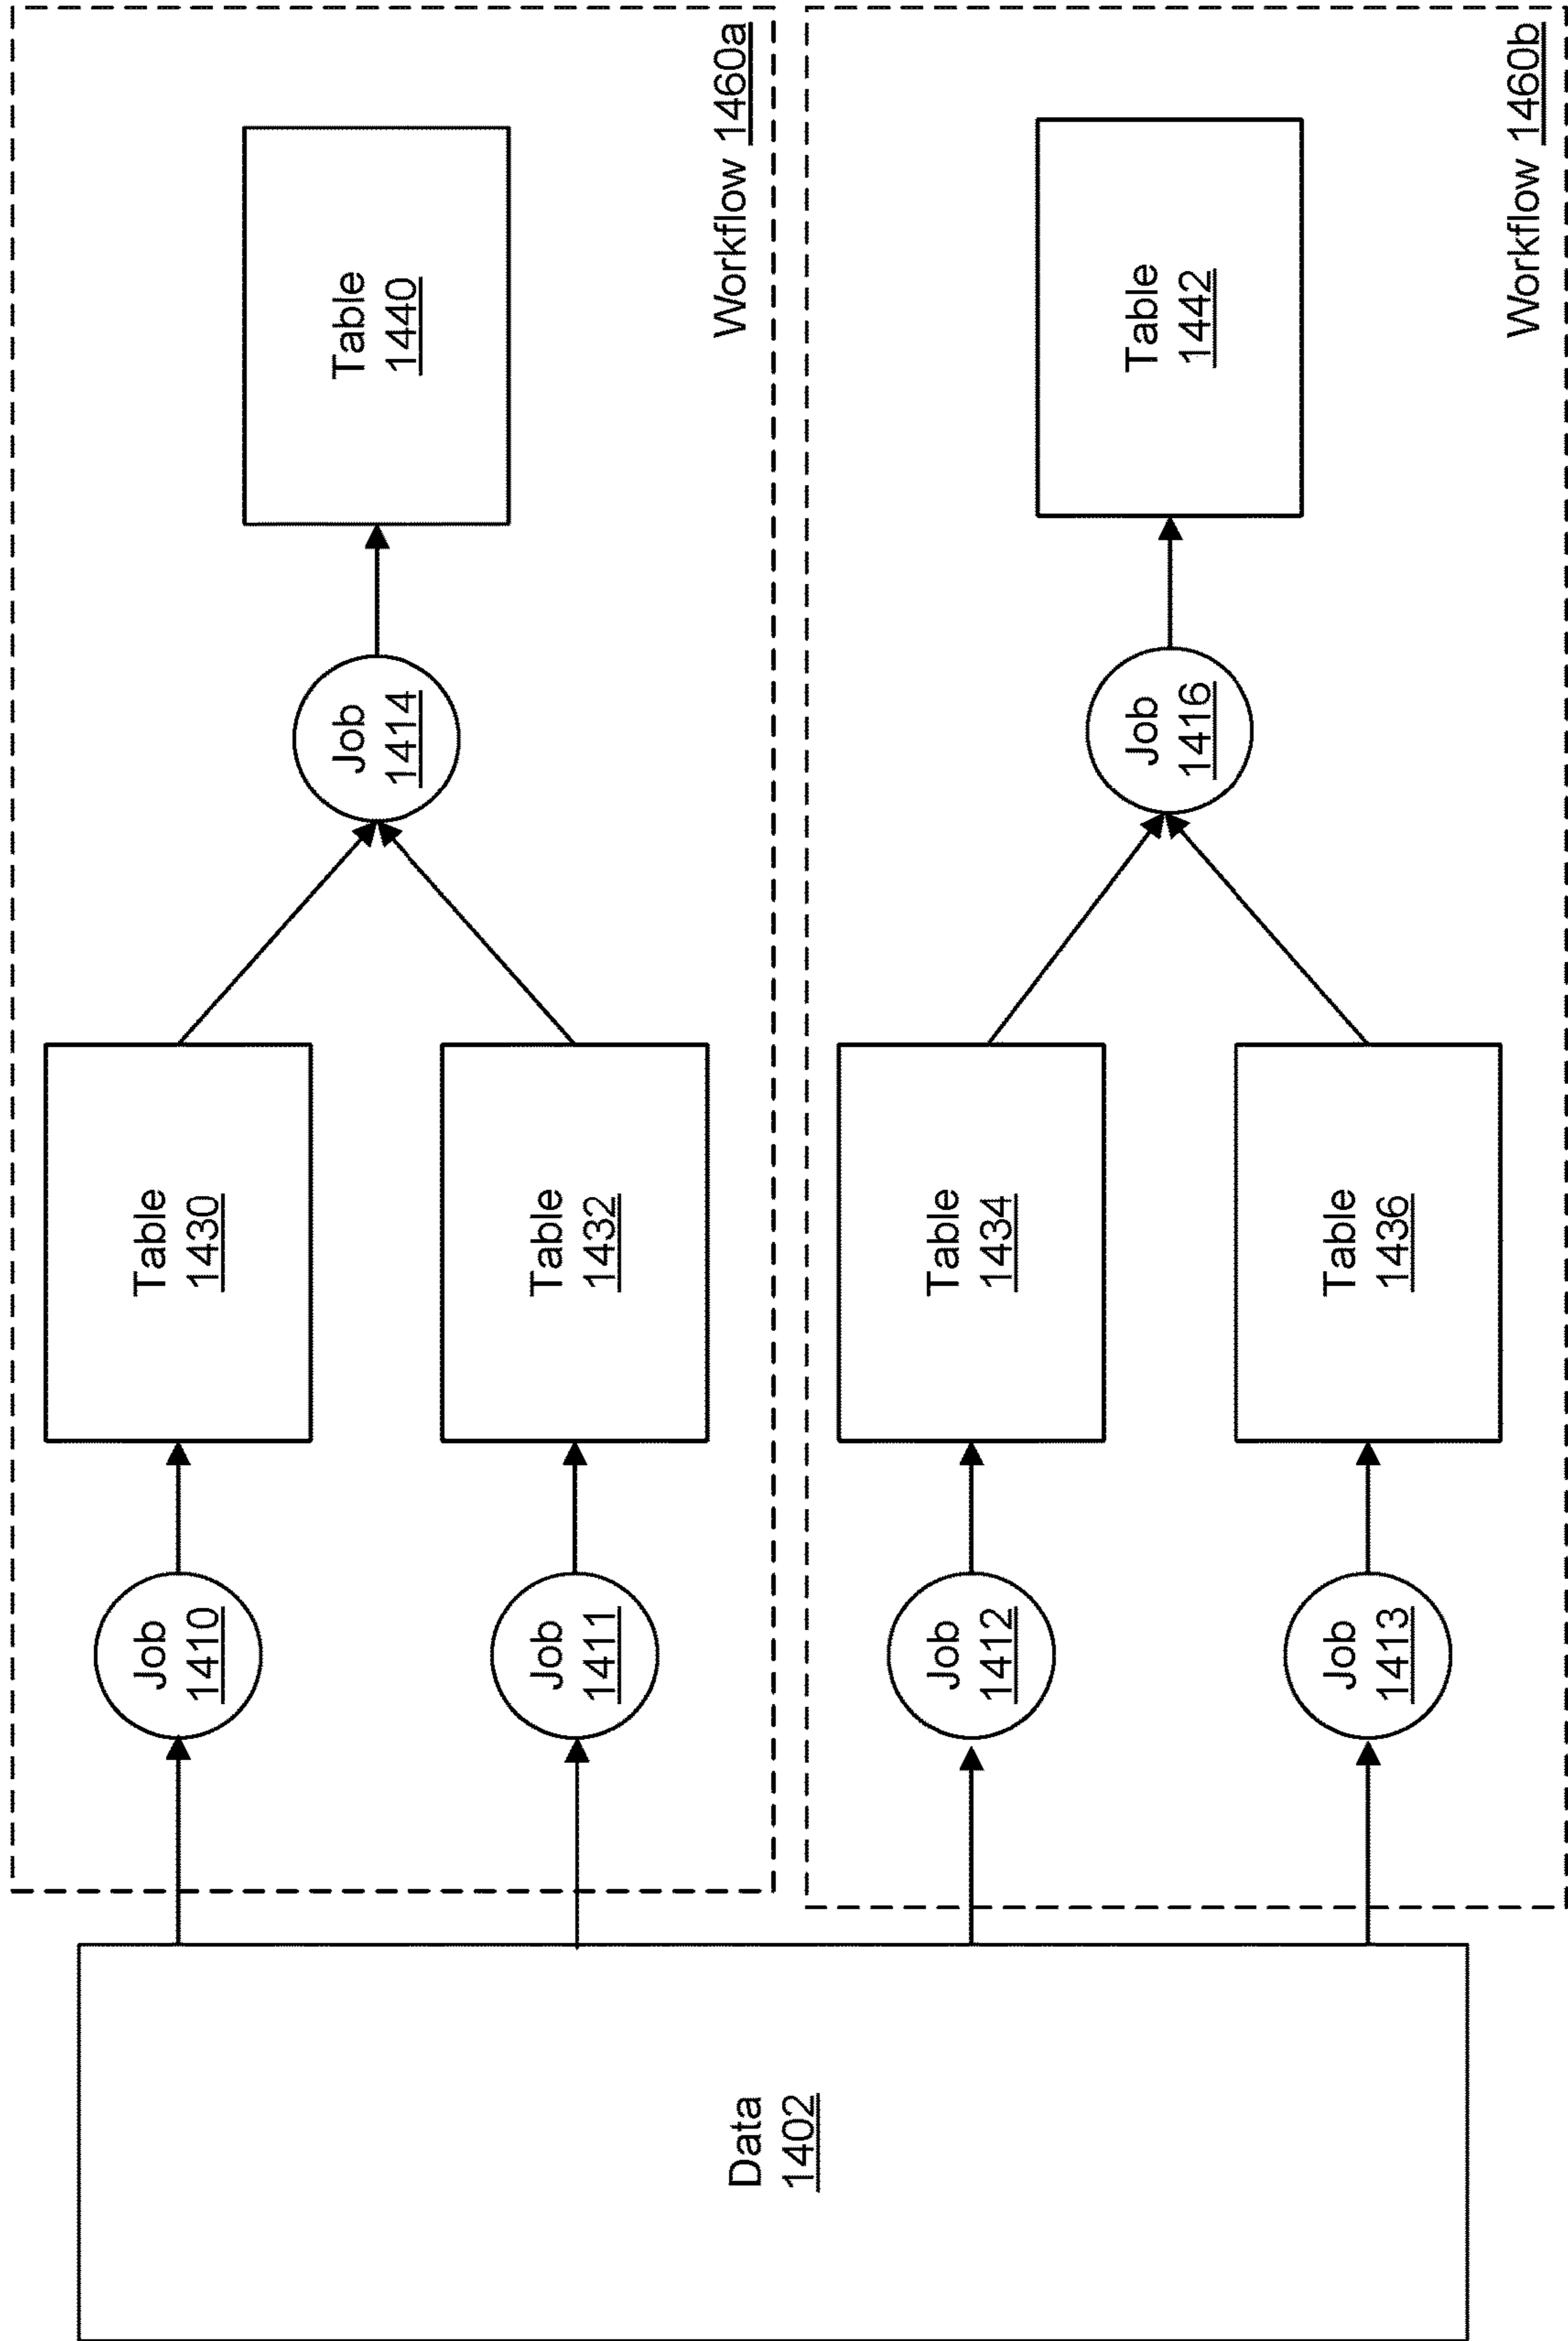 Data
1402
Job
1410
Table
1430
Job
1411
Table
1432
Job
1414
Table
1440
Workflow 1460a
Job
1412
Table
1434
Job
1413
Table
1436
Job
1416
Table
1442
Workflow 1460b